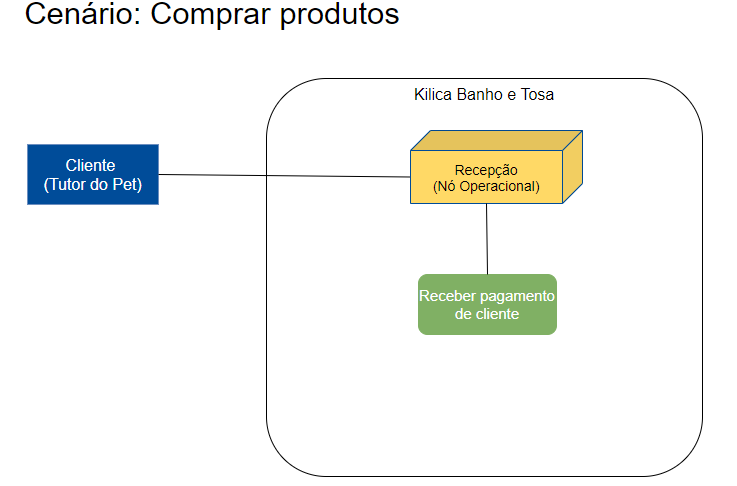 Cenário: Comprar produtos
Kilica Banho e Tosa
Cliente
(Tutor do Pet)
Recepção
(Nó Operacional)
Receber pagamento
de cliente